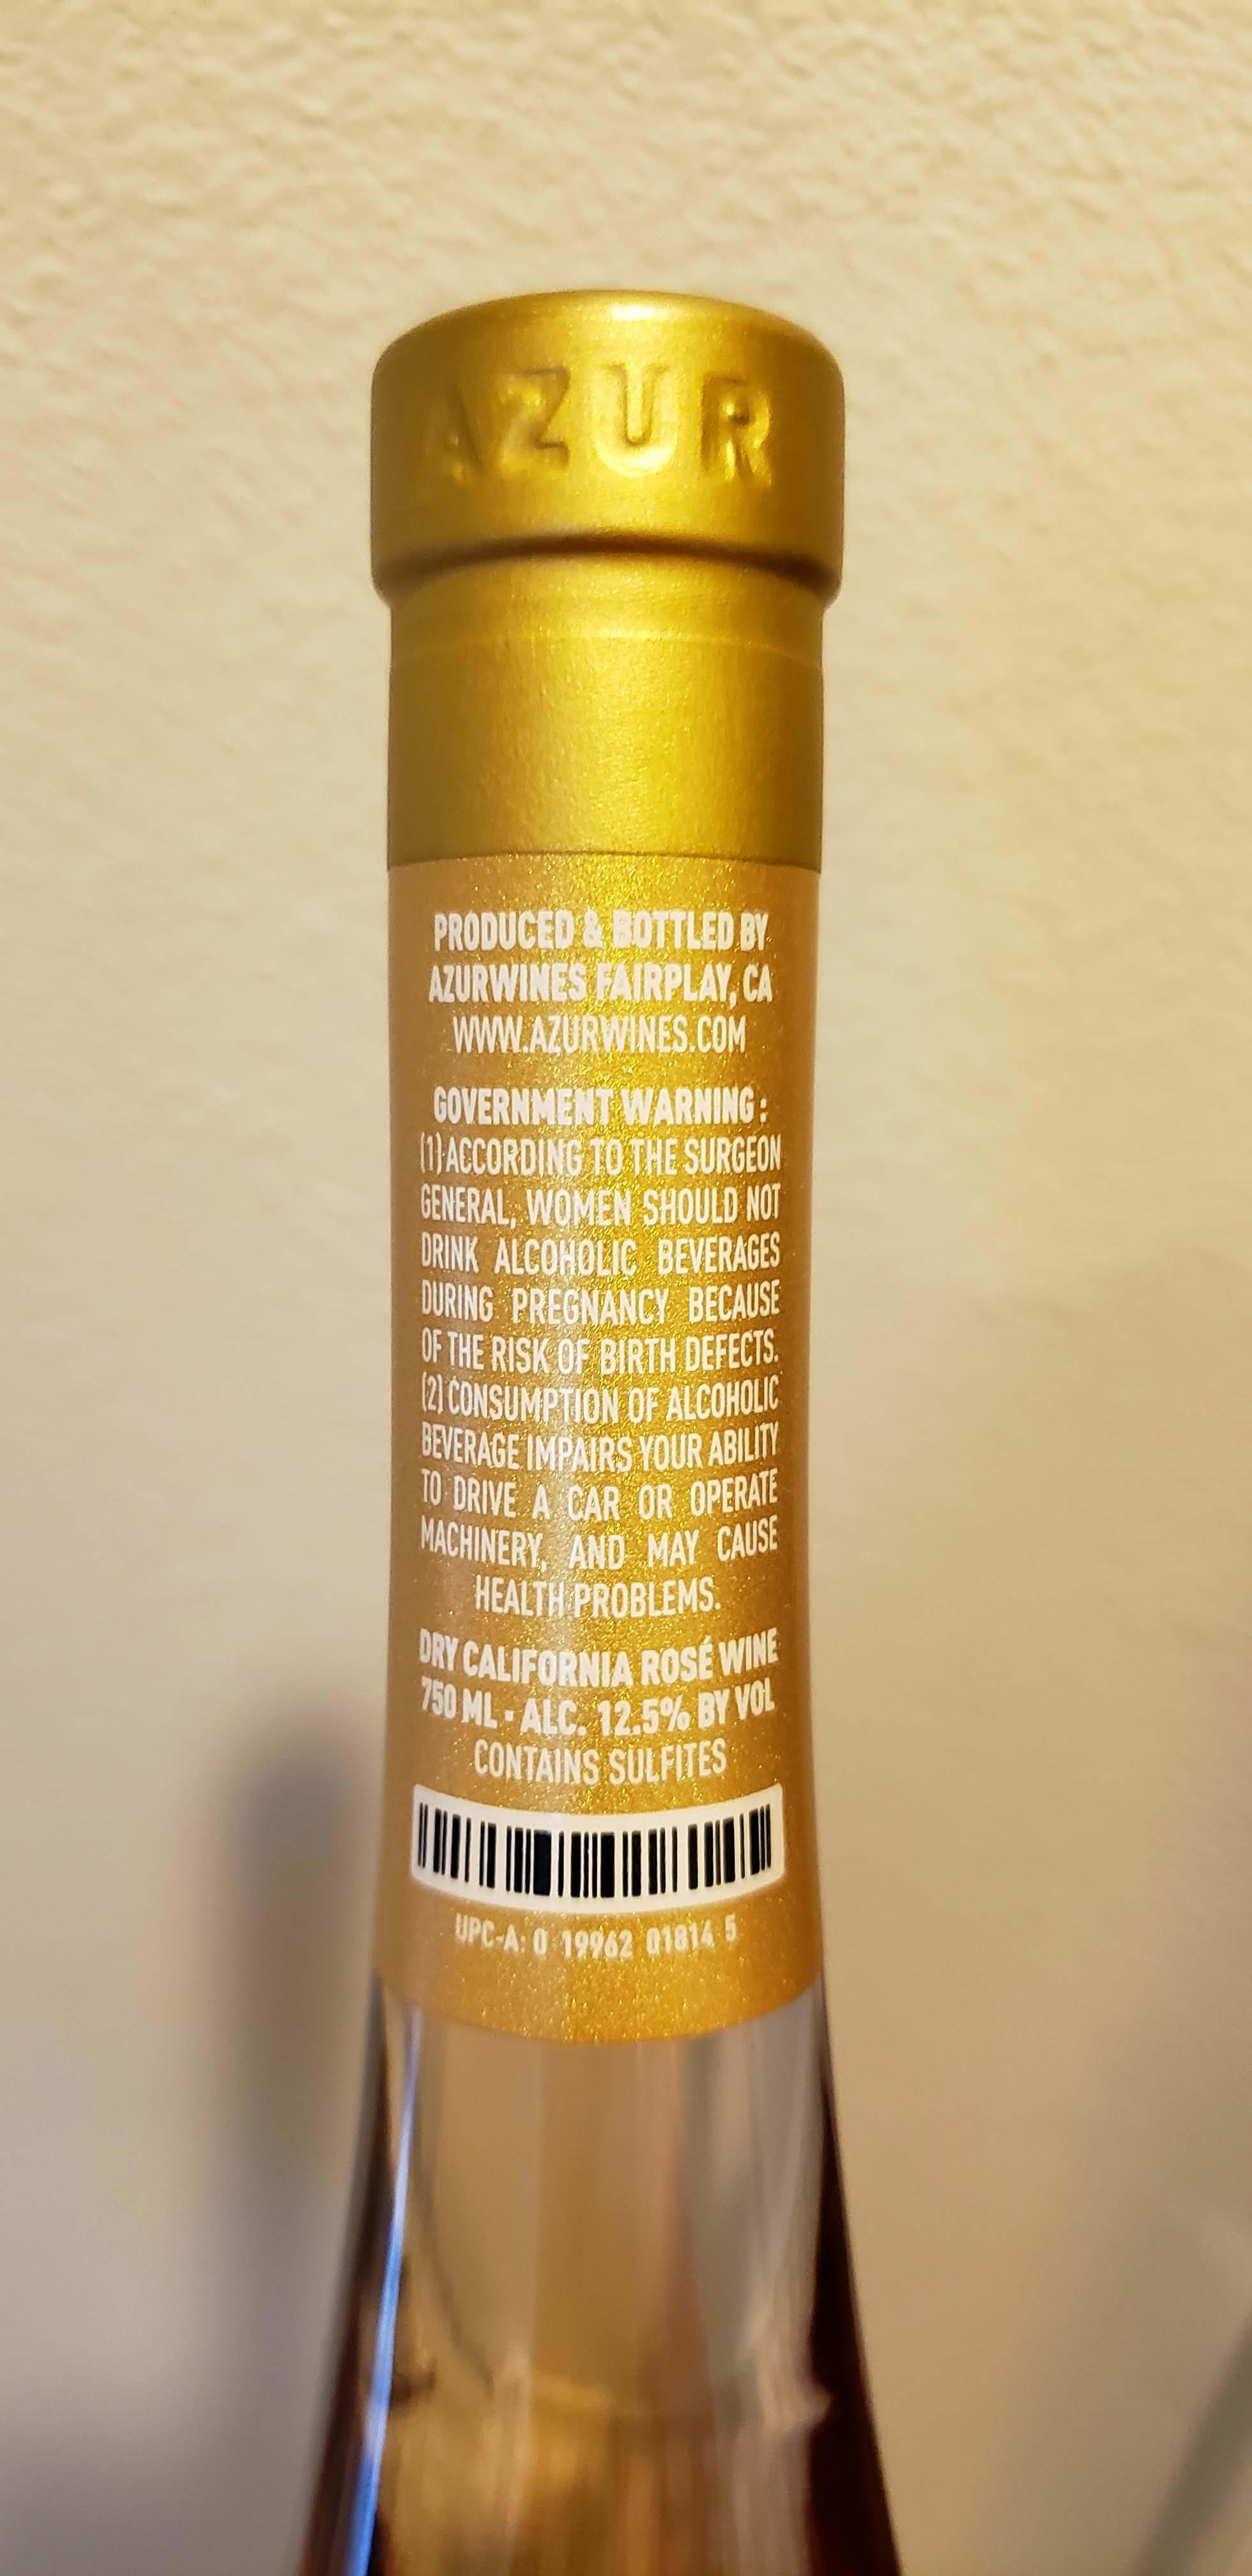 AZUR
PRODUCED & BOTTLED BY
AZURWINES FAIRPLAY, CA
WWW.AZURWINES.COM
GOVERNMENT WARNING :
(1) ACCORDING TO THE SURGEON
GENERAL, WOMEN SHOULD NOT
DRINK ALCOHOLIC BEVERAGES
DURING PREGNANCY BECAUSE
OF THE RISK OF BIRTH DEFECTS.
(2) CONSUMPTION OF ALCOHOLIC
BEVERAGE IMPAIRS YOUR ABILITY
TO DRIVE A CAR OR OPERATE
MACHINERY, AND MAY CAUSE
HEALTH PROBLEMS.
DRY CALIFORNIA ROSÉ WINE
750 ML - ALC. 12.5% BY VOL
CONTAINS SULFITES
UPC-A: 0 19962 01814 5